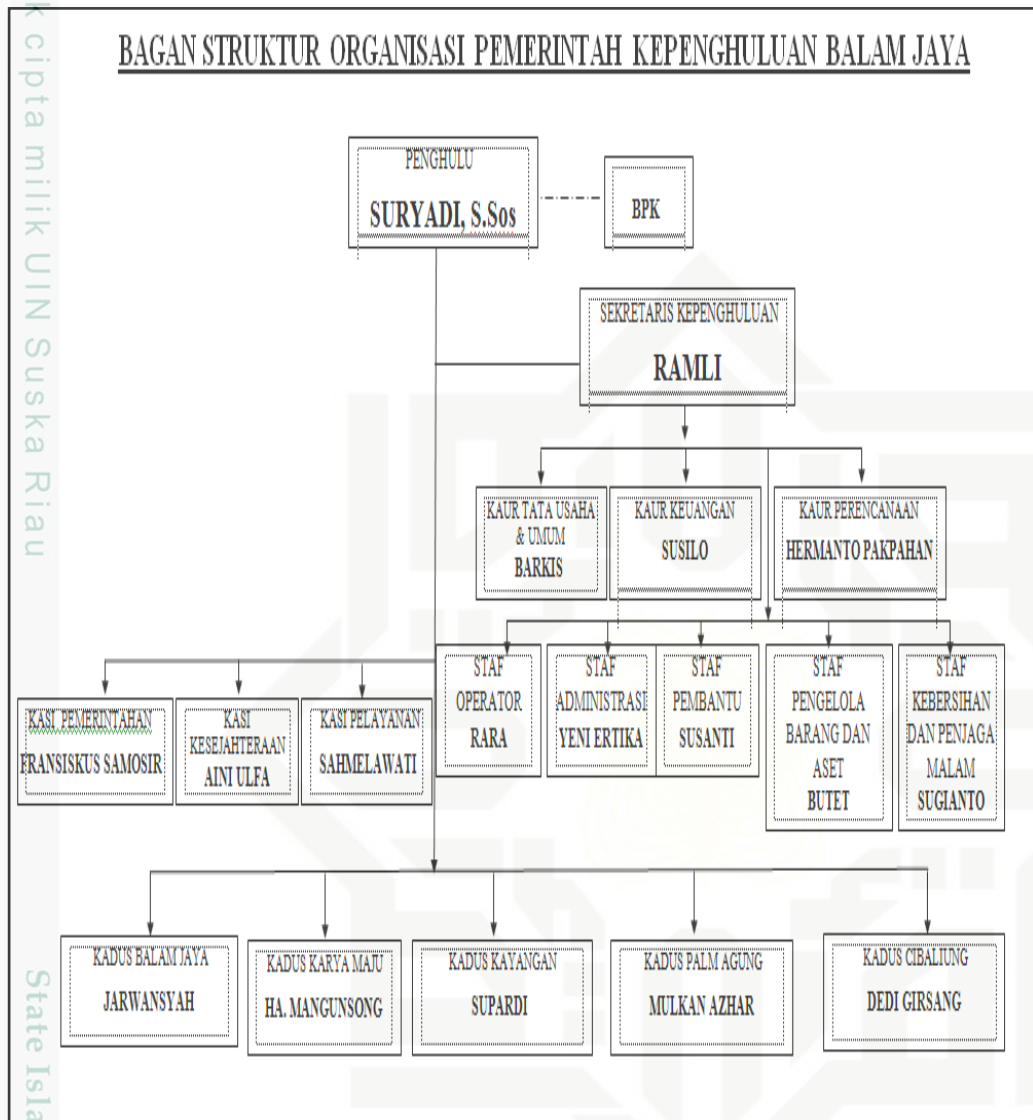 k cipta milik UIN Suska Riau
State Isla
BAGAN STRUKTUR ORGANISASI PEMERINTAH KEPENGHULUAN BALAM JAYA
PENGHULU
SURYADI, S.Sos
BPK
SEKRETARIS KEPENGHULUAN
RAMLI
KAUR TATA USAHA
& UMUM
BARKIS
KAUR KEUANGAN
SUSILO
KAUR PERENCANAAN
HERMANTO PAKPAHAN
KASI PEMERINTAHAN
FRANSISKUS SAMOSIR
KASI
KESEJAHTERAAN
AINI ULFA
KASI PELAYANAN
SAHMELAWATI
STAF
OPERATOR
RARA
STAF
ADMINISTRASI
YENI ERTIKA
STAF
PEMBANTU
SUSANTI
STAF
PENGELOLA
BARANG DAN
ASET
BUTET
STAF
KEBERSIHAN
DAN PENJAGA
MALAM
SUGIANTO
KADUS BALAM JAYA
JARWANSYAH
KADUS KARYA MAJU
HA. MANGUNSONG
KADUS KAYANGAN
SUPARDI
KADUS PALM AGUNG
MULKAN AZHAR
KADUS CIBALIUNG
DEDI GIRSANG